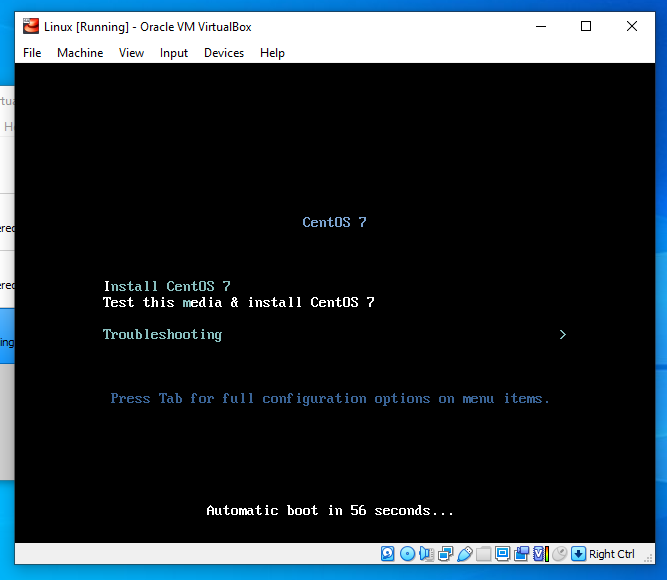 Linux [Running] - Oracle VM VirtualBox
File Machine View Input Devices Help
CentOS 7
Install CentOS 7
Test this media & install CentOS 7
Troubleshooting >
Press Tab for full configuration options on menu items.
Automatic boot in 56 seconds...
Right Ctrl